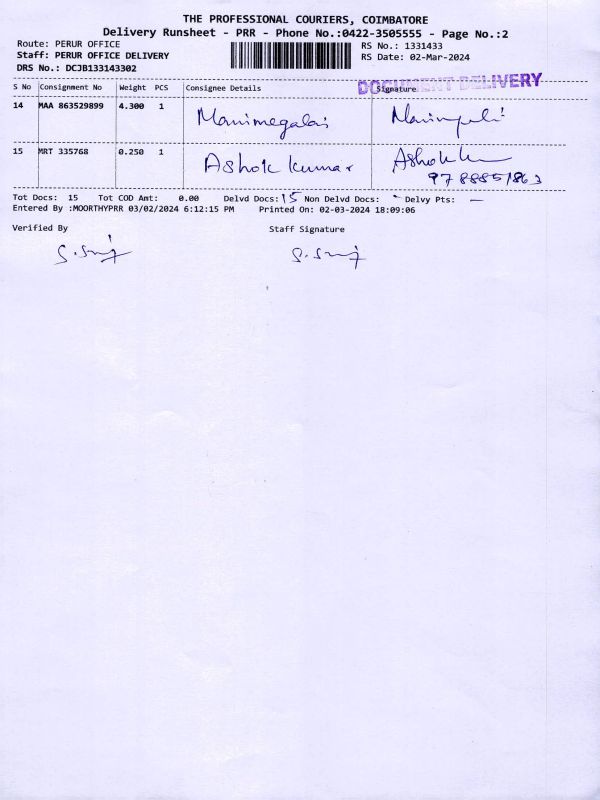 THE PROFESSIONAL COURIERS, COIMBATORE
Delivery Runsheet - PRR - Phone No.:0422-3505555 - Page No.:2
Route: PERUR OFFICE RS No.: 1331433
Staff: PERUR OFFICE DELIVERY RS Date: 02-Mar-2024
DRS No.: DCJB133143302
DOCUMENT DELIVERY
S No Consignment No Weight PCS Consignee Details Signature
14 MAA 863529899 4.300 1 Manimegalai
15 MRT 335768 0.250 1 Ashok kumar Ashok
9788851863
Tot Docs: 15 Tot COD Amt: 0.00 Delvd Docs: 15 Non Delvd Docs: - Delvy Pts: -
Entered By :MOORTHYPRR 03/02/2024 6:12:15 PM Printed On: 02-03-2024 18:09:06
Verified By Staff Signature